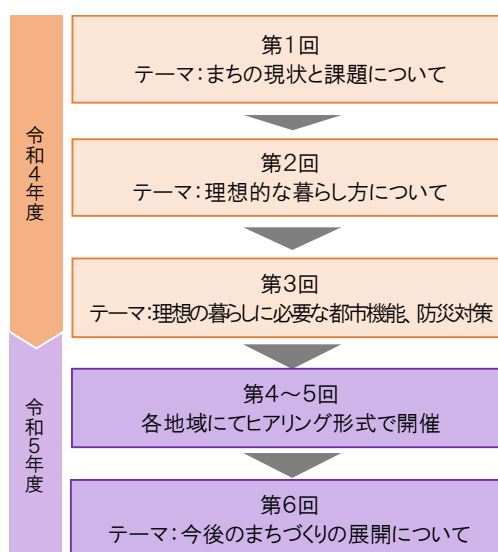 令和4年度
第1回
テーマ:まちの現状と課題について
第2回
テーマ:理想的な暮らし方について
第3回
テーマ:理想の暮らしに必要な都市機能、防災対策
令和5年度
第4～5回
各地域にてヒアリング形式で開催
第6回
テーマ:今後のまちづくりの展開について